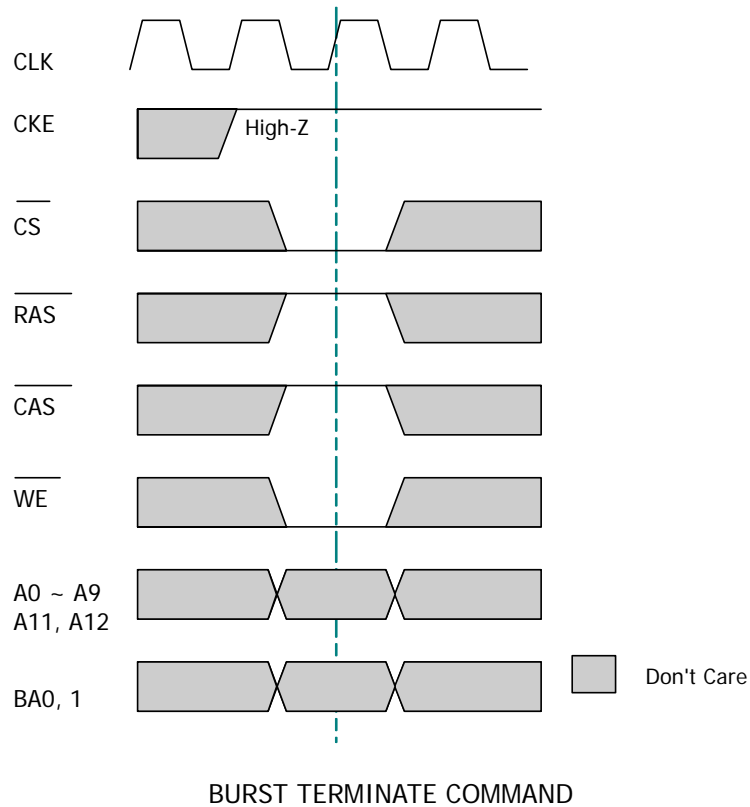 CLK
CKE
High-Z
CS
RAS
CAS
WE
A0 ~ A9
A11, A12
BA0, 1
Don't Care
BURST TERMINATE COMMAND